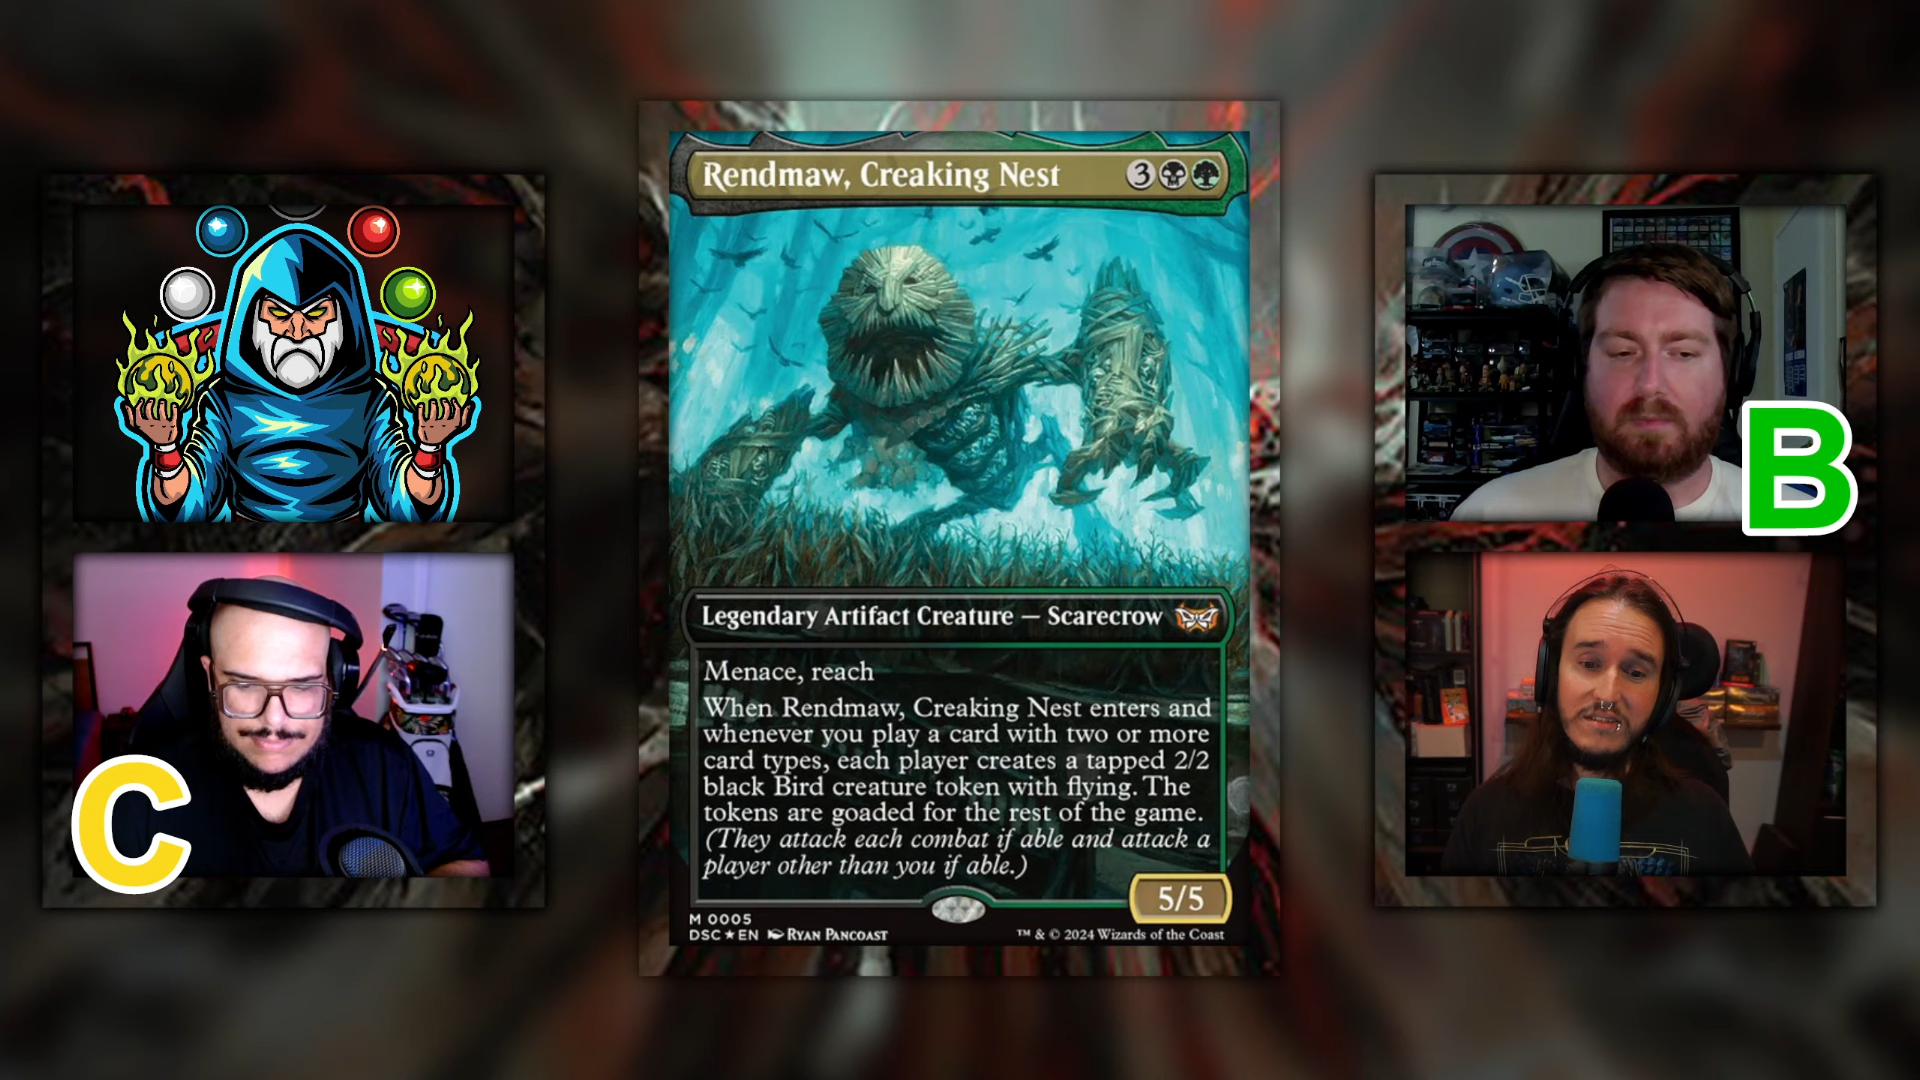 Rendmaw, Creaking Nest 3
Legendary Artifact Creature — Scarecrow
Menace, reach
When Rendmaw, Creaking Nest enters and
whenever you play a card with two or more
card types, each player creates a tapped 2/2
black Bird creature token with flying. The
tokens are goaded for the rest of the game.
(They attack each combat if able and attack a
player other than you if able.)
5/5
M 0005
DSC★EN RYAN PANCOAST
™ & © 2024 Wizards of the Coast
B
C